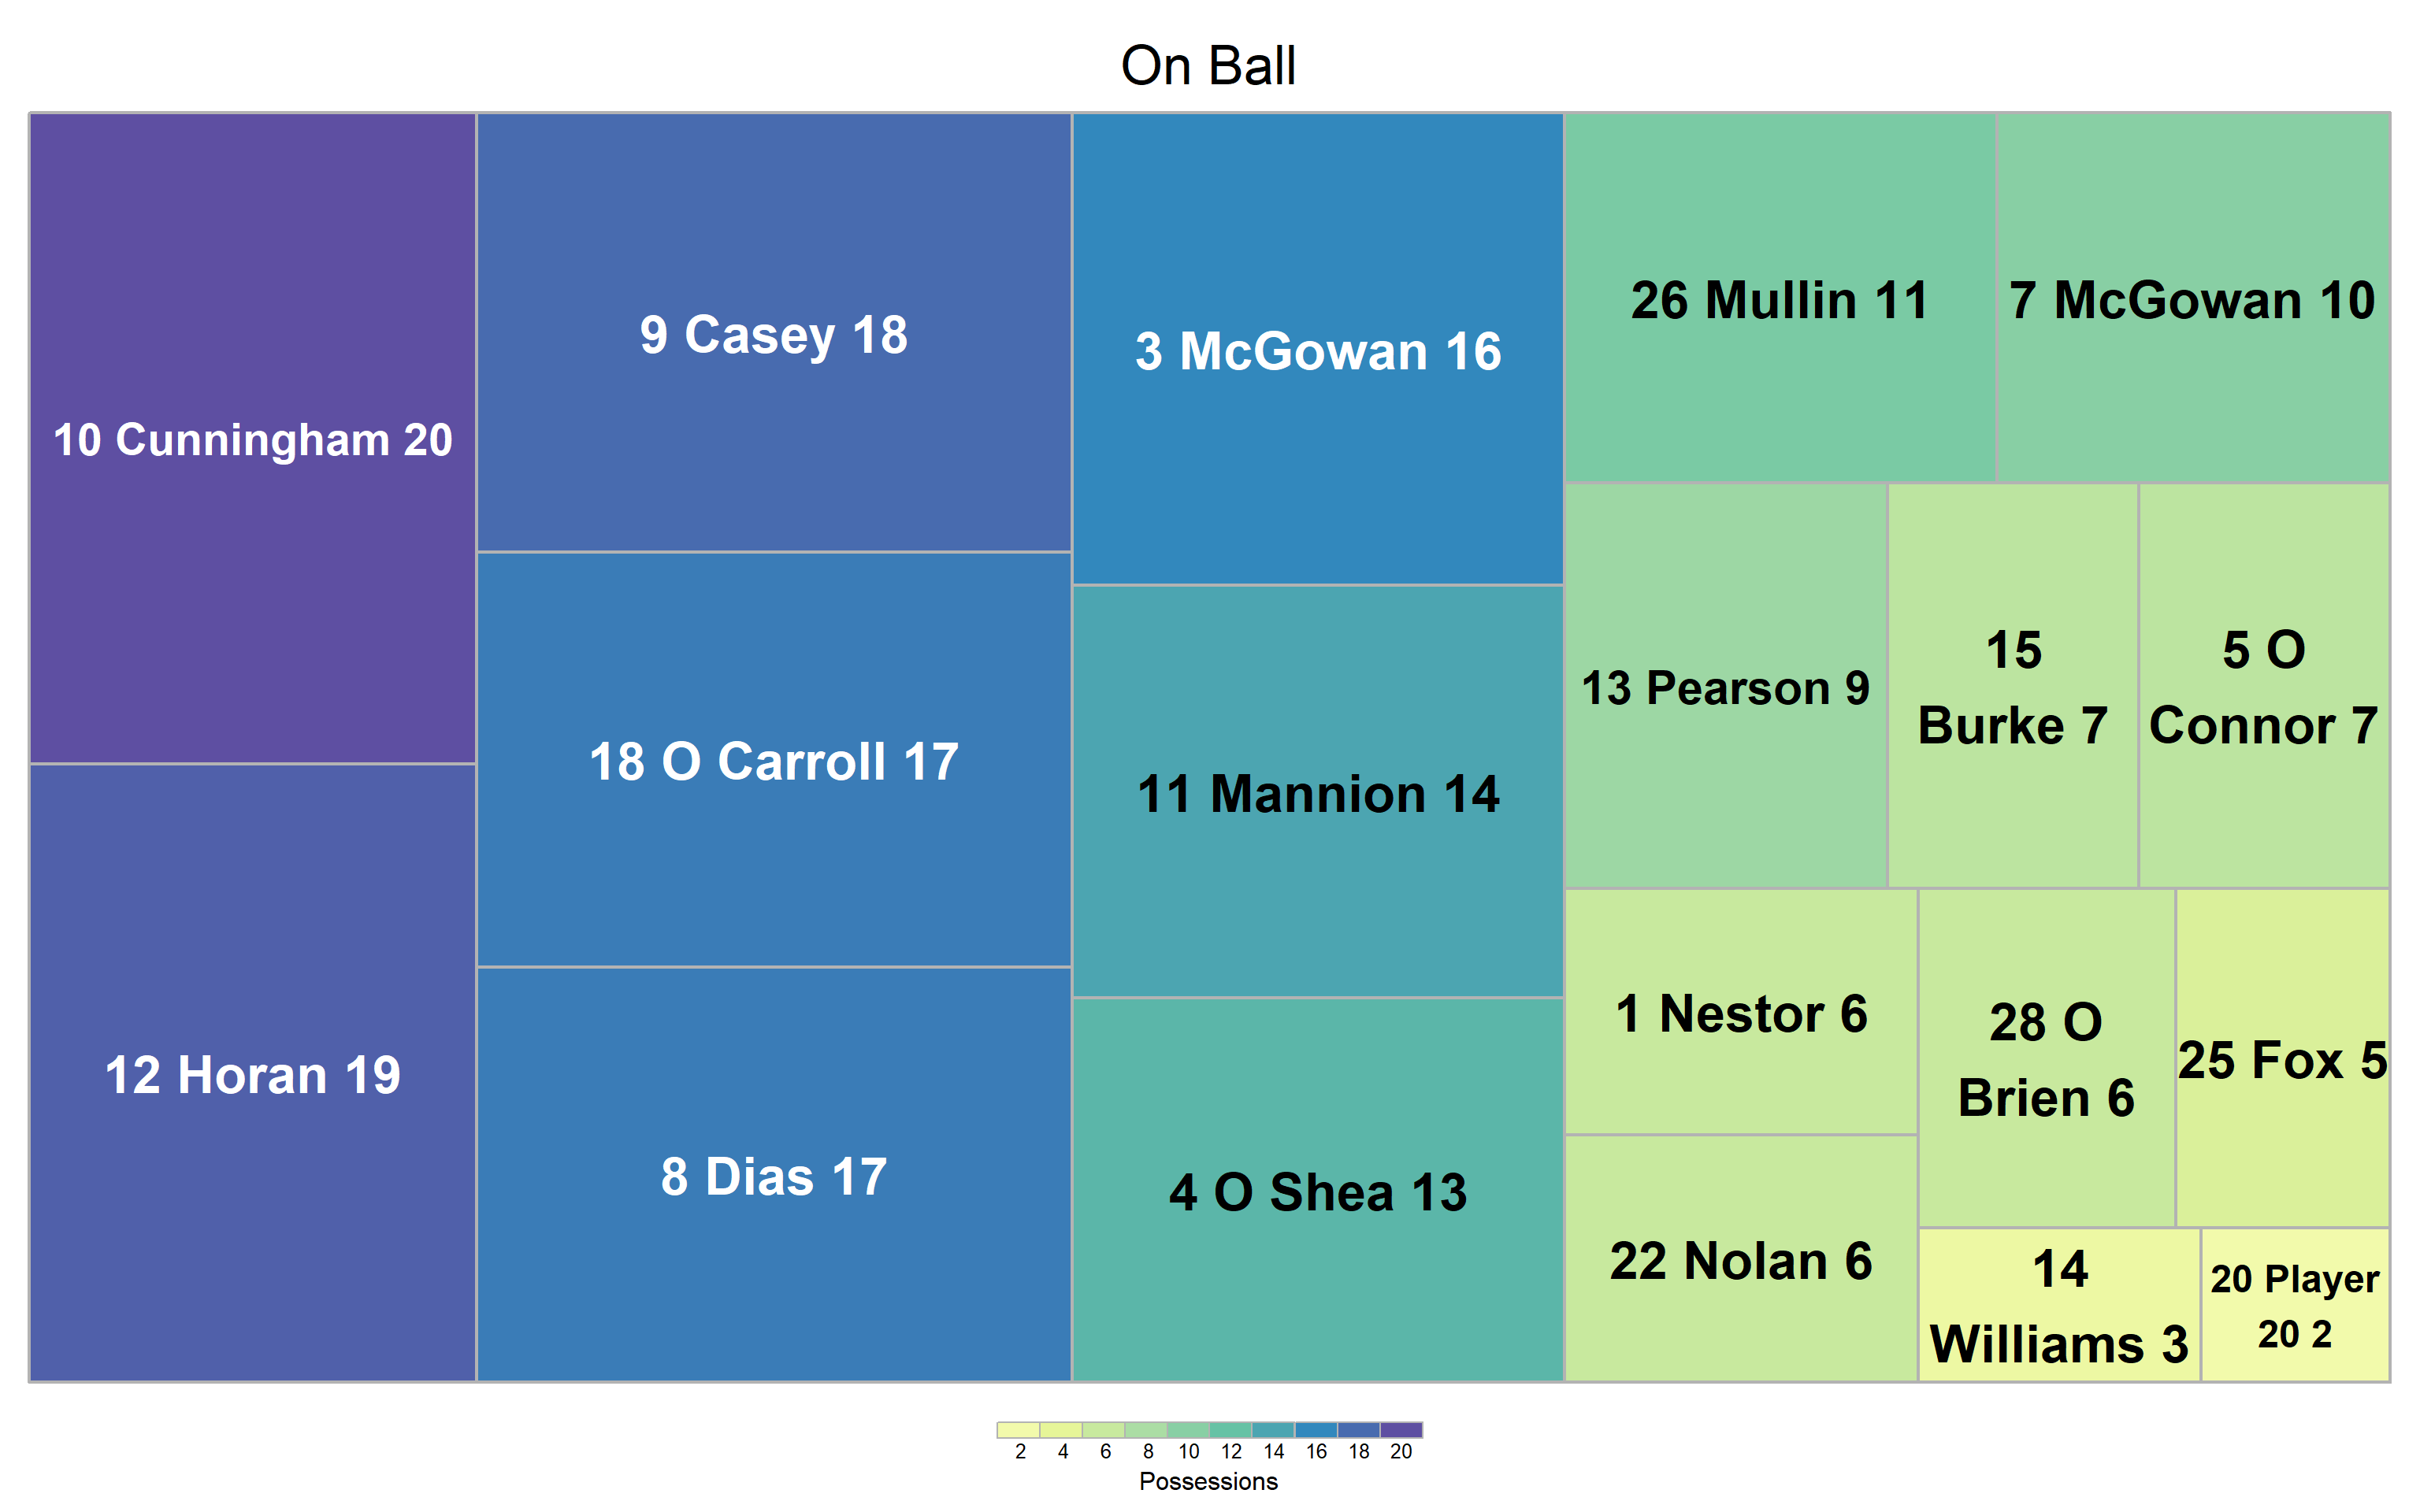 On Ball
10 Cunningham 20
12 Horan 19
9 Casey 18
18 O Carroll 17
8 Dias 17
3 McGowan 16
11 Mannion 14
4 O Shea 13
26 Mullin 11
7 McGowan 10
13 Pearson 9
15
Burke 7
5 O
Connor 7
1 Nestor 6
22 Nolan 6
28 O
Brien 6
25 Fox 5
14
Williams 3
20 Player
20 2
2 4 6 8 10 12 14 16 18 20
Possessions